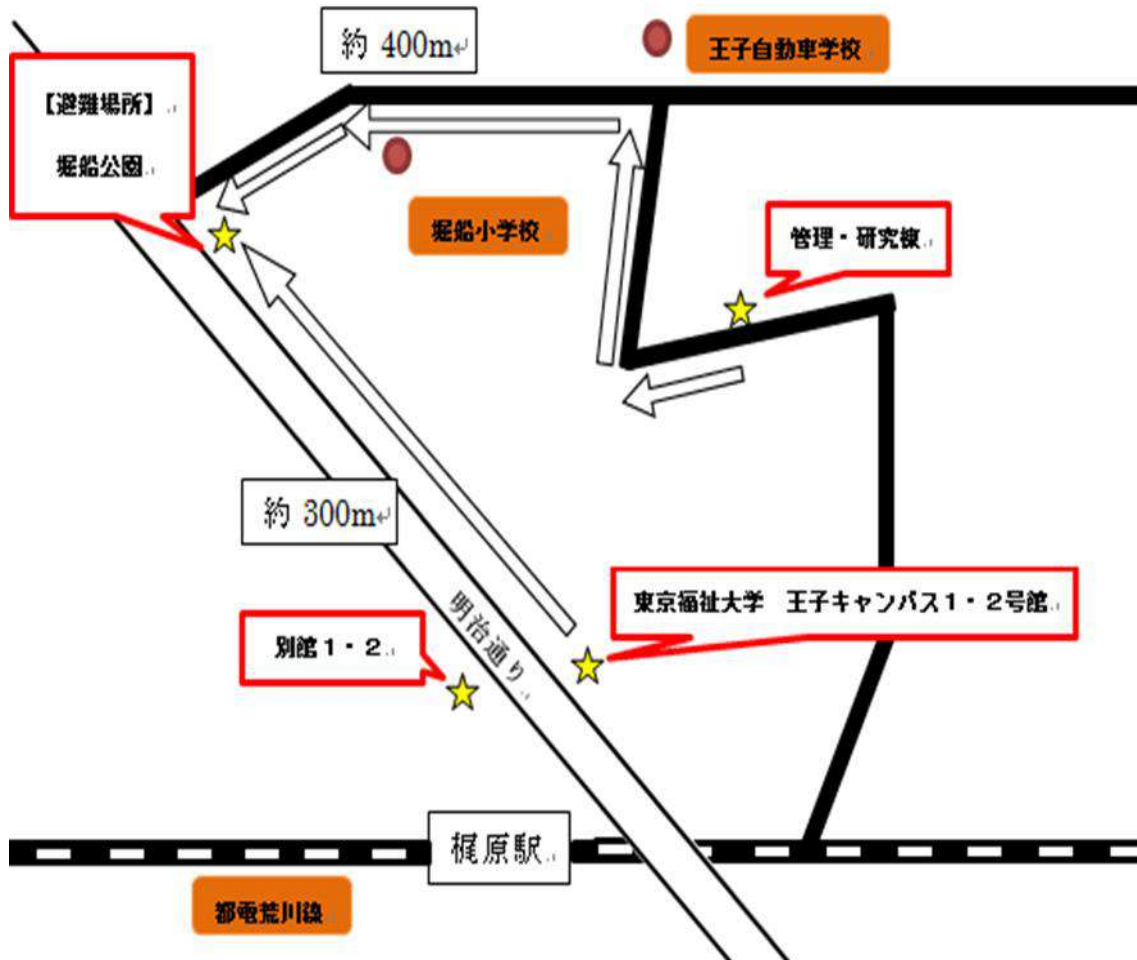 約 400m
王子自動車学校
【避難場所】
堀船公園
堀船小学校
管理・研究棟
約 300m
東京福祉大学 王子キャンパス1・2号館
別館1・2
明治通り
梶原駅
都電荒川線